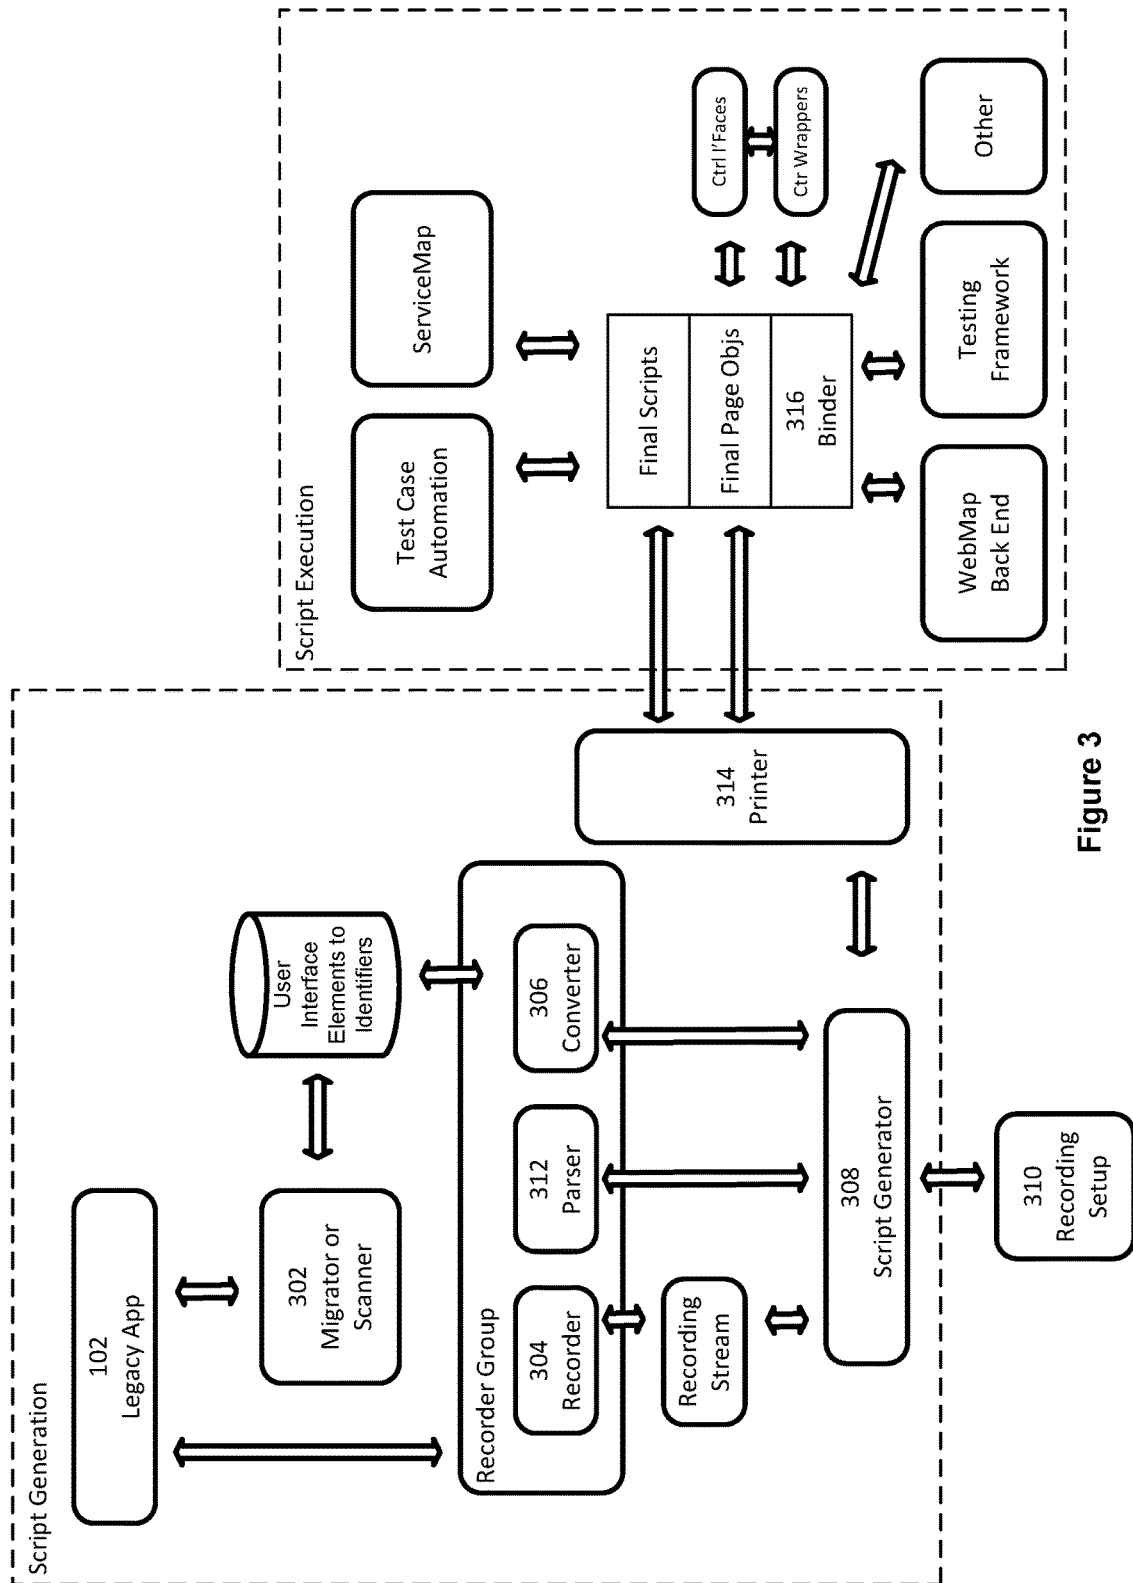 Script Generation
102
Legacy App
302
Migrator or
Scanner
User
Interface
Elements to
Identifiers
Recorder Group
304
Recorder
312
Parser
306
Converter
Recording
Stream
308
Script Generator
310
Recording
Setup
314
Printer
Script Execution
Test Case
Automation
ServiceMap
Final Scripts
Final Page Objs
316
Binder
Ctrl I'Faces
Ctr Wrappers
WebMap
Back End
Testing
Framework
Other
Figure 3